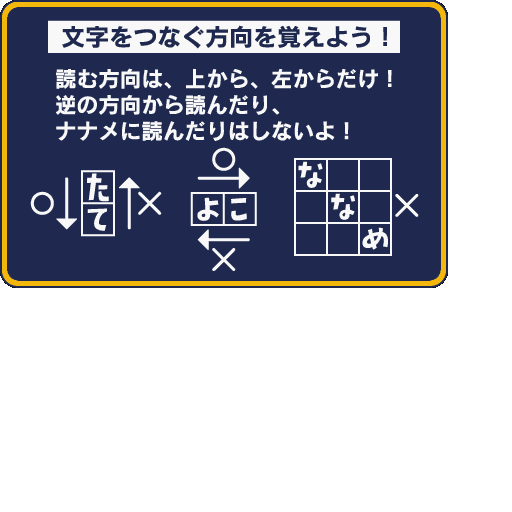 文字をつなぐ方向を覚えよう！
読む方向は、上から、左からだけ！
逆の方向から読んだり、
ナナメに読んだりはしないよ！
○
た
て
×
○
よこ
×
な
な
め
×